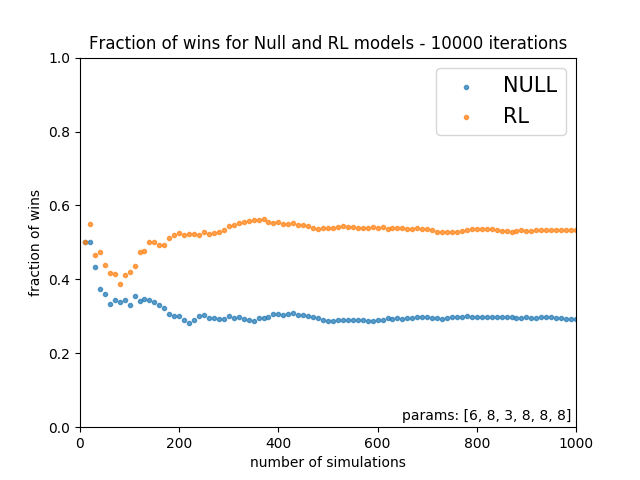 Fraction of wins for Null and RL models - 10000 iterations
1.0
0.8
0.6
0.4
0.2
0.0
fraction of wins
NULL
RL
params: [6, 8, 3, 8, 8, 8]
0
200
400
600
800
1000
number of simulations